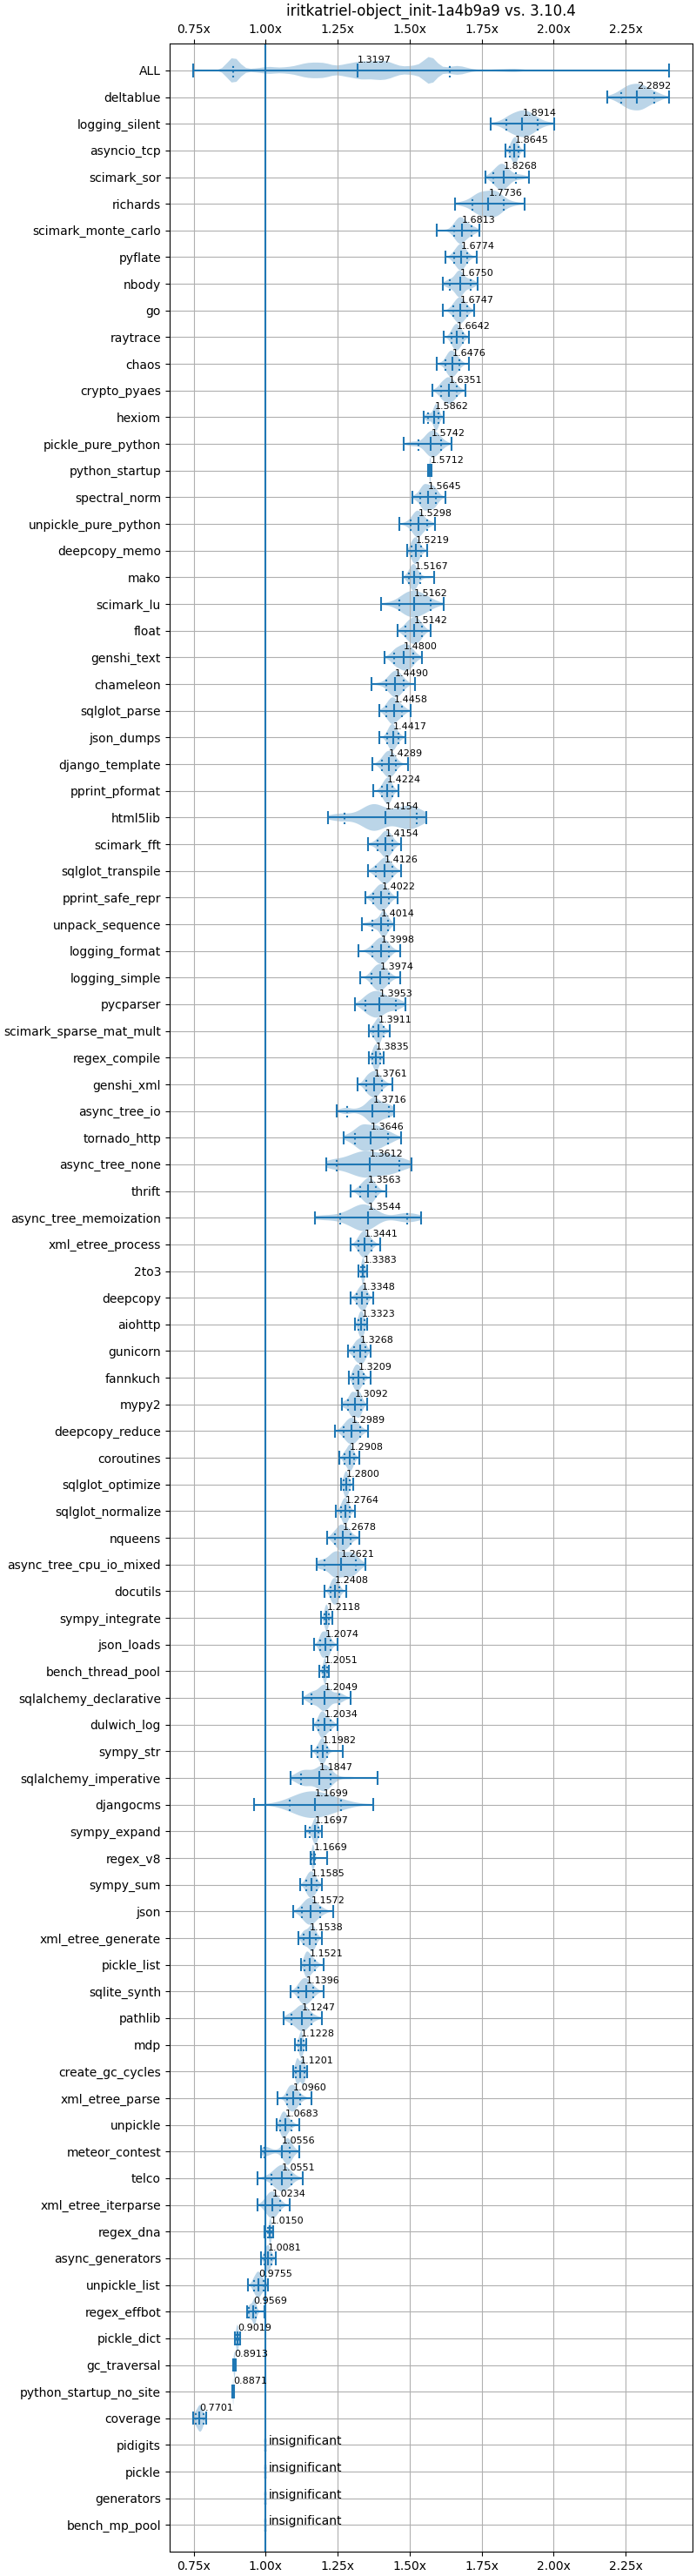 iritkatriel-object_init-1a4b9a9 vs. 3.10.4
0.75x 1.00x 1.25x 1.50x 1.75x 2.00x 2.25x
ALL 1.3197
deltablue 2.2892
logging_silent 1.8914
asyncio_tcp 1.8645
scimark_sor 1.8268
richards 1.7736
scimark_monte_carlo 1.6813
pyflate 1.6774
nbody 1.6750
go 1.6747
raytrace 1.6642
chaos 1.6476
crypto_pyaes 1.6351
hexiom 1.5862
pickle_pure_python 1.5742
python_startup 1.5712
spectral_norm 1.5645
unpickle_pure_python 1.5298
deepcopy_memo 1.5219
mako 1.5167
scimark_lu 1.5162
float 1.5142
genshi_text 1.4800
chameleon 1.4490
sqlglot_parse 1.4458
json_dumps 1.4417
django_template 1.4289
pprint_pformat 1.4224
html5lib 1.4154
scimark_fft 1.4154
sqlglot_transpile 1.4126
pprint_safe_repr 1.4022
unpack_sequence 1.4014
logging_format 1.3998
logging_simple 1.3974
pycparser 1.3953
scimark_sparse_mat_mult 1.3911
regex_compile 1.3835
genshi_xml 1.3761
async_tree_io 1.3716
tornado_http 1.3646
async_tree_none 1.3612
thrift 1.3563
async_tree_memoization 1.3544
xml_etree_process 1.3441
2to3 1.3383
deepcopy 1.3348
aiohttp 1.3323
gunicorn 1.3268
fannkuch 1.3209
mypy2 1.3092
deepcopy_reduce 1.2989
coroutines 1.2908
sqlglot_optimize 1.2800
sqlglot_normalize 1.2764
nqueens 1.2678
async_tree_cpu_io_mixed 1.2621
docutils 1.2408
sympy_integrate 1.2118
json_loads 1.2074
bench_thread_pool 1.2051
sqlalchemy_declarative 1.2049
dulwich_log 1.2034
sympy_str 1.1982
sqlalchemy_imperative 1.1847
djangocms 1.1699
sympy_expand 1.1697
regex_v8 1.1669
sympy_sum 1.1585
json 1.1572
xml_etree_generate 1.1538
pickle_list 1.1521
sqlite_synth 1.1396
pathlib 1.1247
mdp 1.1228
create_gc_cycles 1.1201
xml_etree_parse 1.0960
unpickle 1.0683
meteor_contest 1.0556
telco 1.0551
xml_etree_iterparse 1.0234
regex_dna 1.0150
async_generators 1.0081
unpickle_list 0.9755
regex_effbot 0.9569
pickle_dict 0.9019
gc_traversal 0.8913
python_startup_no_site 0.8871
coverage 0.7701
pidigits insignificant
pickle insignificant
generators insignificant
bench_mp_pool insignificant
0.75x 1.00x 1.25x 1.50x 1.75x 2.00x 2.25x